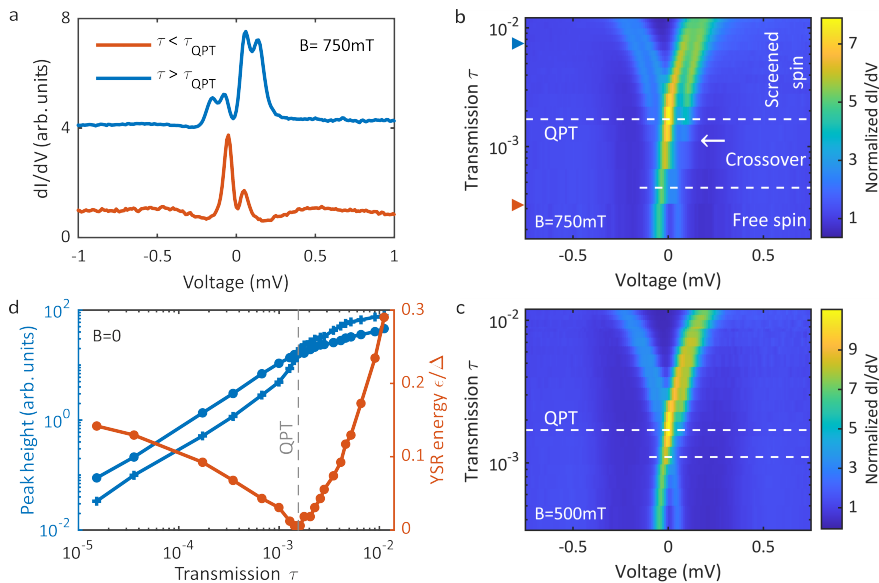 a
8
4
0
dI/dV (arb. units)
τ < τQPT
τ > τQPT
B= 750mT
-1
-0.5
0
0.5
1
Voltage (mV)
b
10-2
10-3
Transmission τ
QPT
Screened
spin
Crossover
Free spin
B=750mT
-0.5
0
0.5
Voltage (mV)
7
5
3
1
Normalized dI/dV
d
B=0
10²
10⁰
10-2
Peak height (arb. units)
QPT
0.3
0.2
0.1
0
YSR energy ϵ/Δ
10-5
10-4
10-3
10-2
Transmission τ
c
10-2
10-3
Transmission τ
QPT
B=500mT
-0.5
0
0.5
Voltage (mV)
9
7
5
3
1
Normalized dI/dV